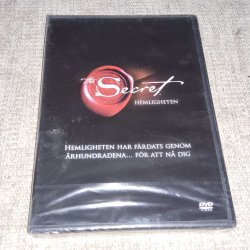 The
Secret
HEMLIGHETEN
HEMLIGHETEN HAR FÄRDATS GENOM
ÅRHUNDRADENA... FÖR ATT NÅ DIG
DVD